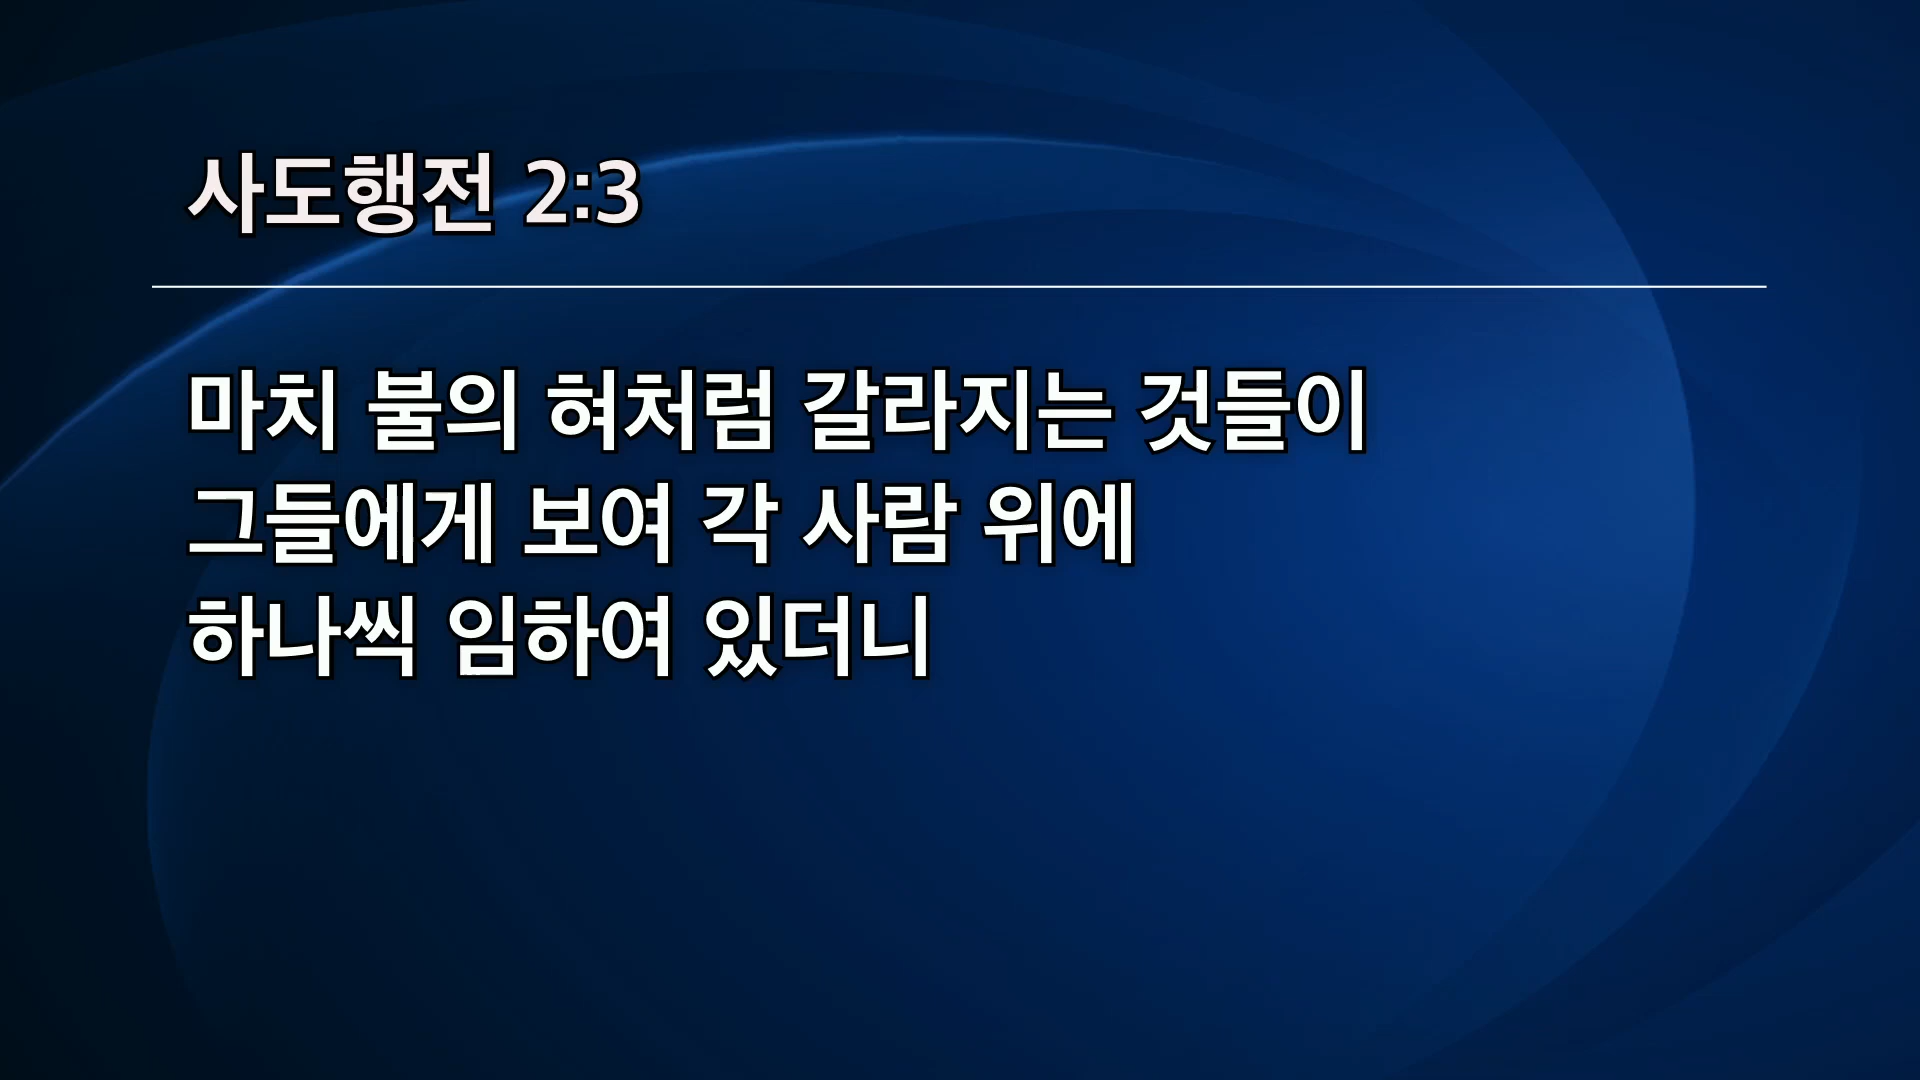 사도행전 2:3
마치 불의 혀처럼 갈라지는 것들이
그들에게 보여 각 사람 위에
하나씩 임하여 있더니